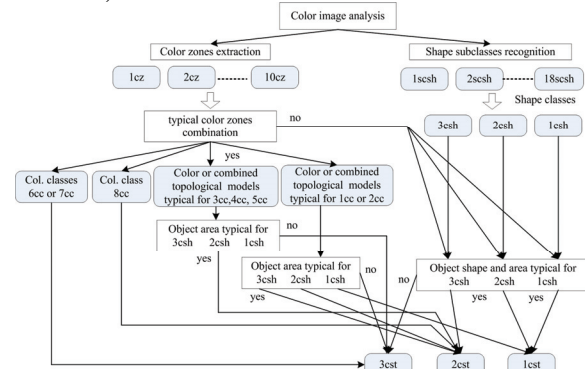 Color image analysis
Color zones extraction
Shape subclasses recognition
1cz 2cz 10cz
1scsh 2scsh 18scsh
Shape classes
typical color zones
combination
no
3csh 2csh 1csh
yes
Col. classes
6cc or 7cc
Col. class
8cc
Color or combined
topological models
typical for 3cc,4cc, 5cc
Color or combined
topological models
typical for 1cc or 2cc
Object area typical for
3csh 2csh 1csh
no
yes
Object area typical for
3csh 2csh 1csh
no
yes
no
Object shape and area typical for
3csh 2csh 1csh
yes yes
3cst 2cst 1cst